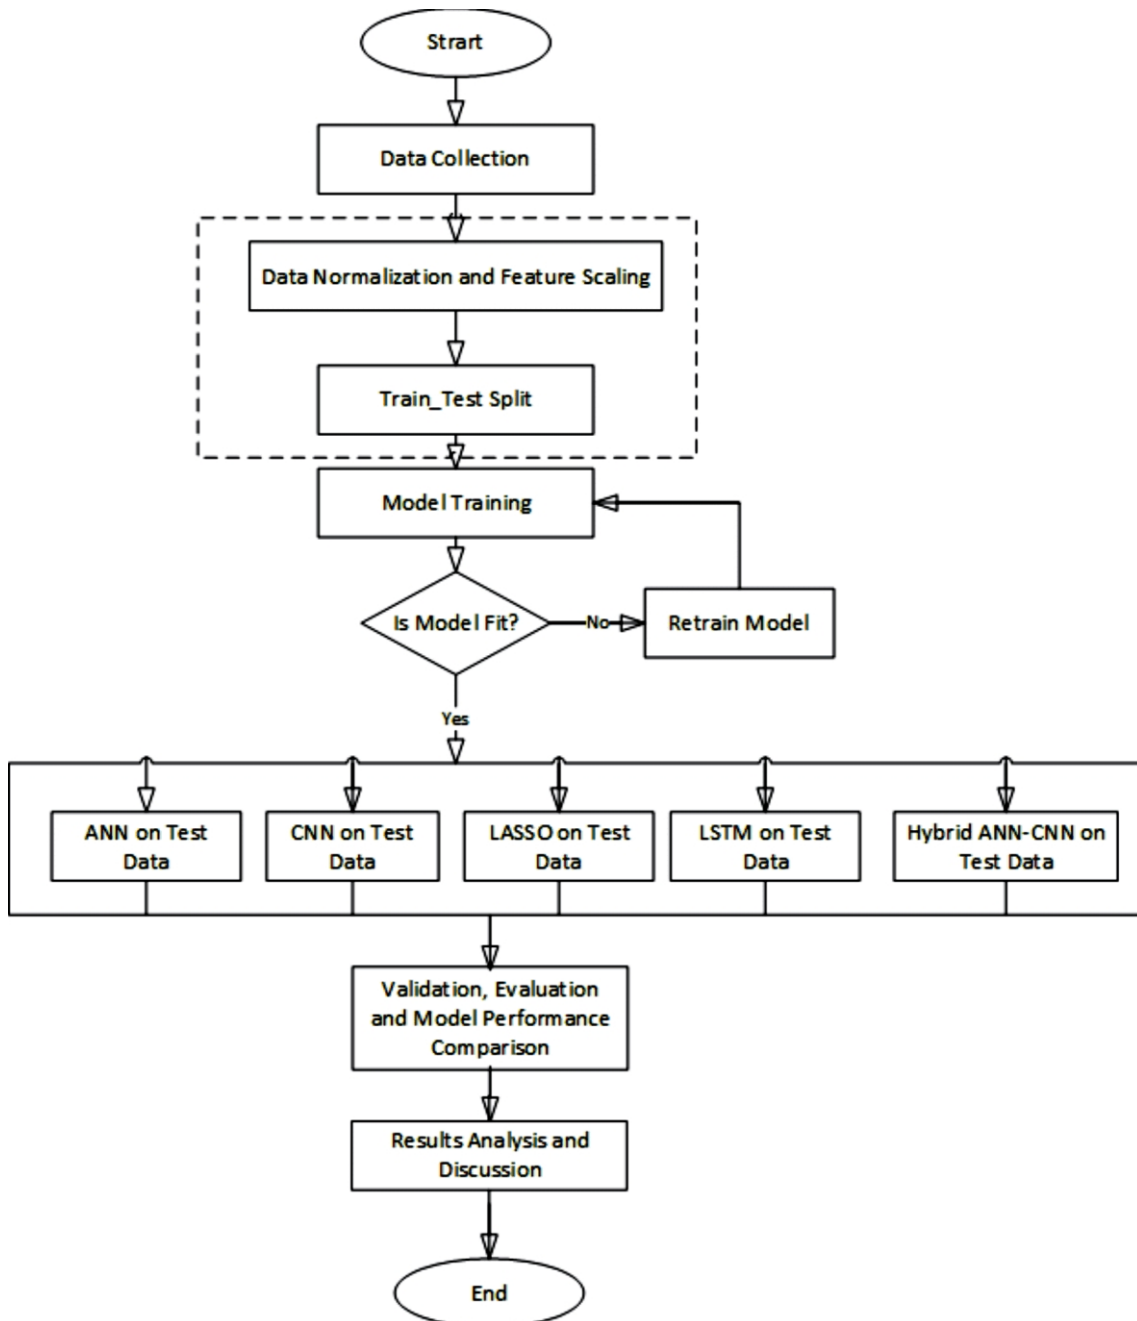 Strart
Data Collection
Data Normalization and Feature Scaling
Train_Test Split
Model Training
Is Model Fit?
No
Retrain Model
Yes
ANN on Test
Data
CNN on Test
Data
LASSO on Test
Data
LSTM on Test
Data
Hybrid ANN-CNN on
Test Data
Validation, Evaluation
and Model Performance
Comparison
Results Analysis and
Discussion
End